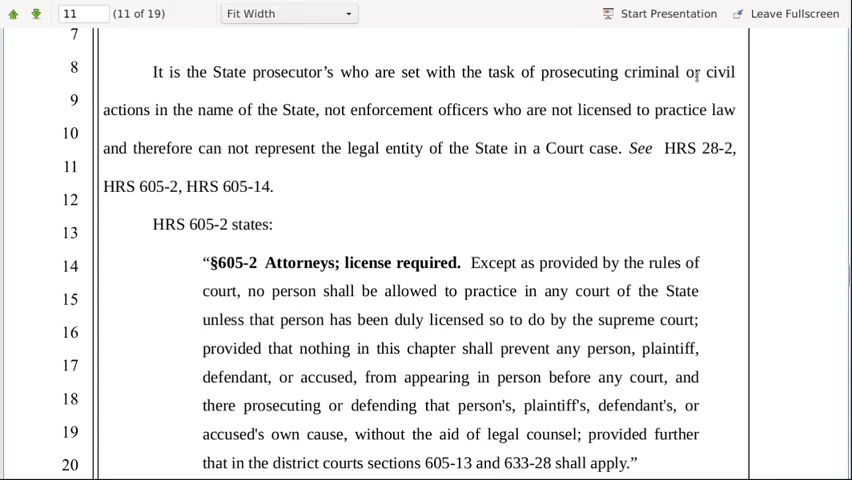 11 (11 of 19) Fit Width Start Presentation Leave Fullscreen
7
8 It is the State prosecutor’s who are set with the task of prosecuting criminal or civil
9 actions in the name of the State, not enforcement officers who are not licensed to practice law
10 and therefore can not represent the legal entity of the State in a Court case. See HRS 28-2,
11
12 HRS 605-2, HRS 605-14.
13 HRS 605-2 states:
14 “§605-2 Attorneys; license required. Except as provided by the rules of
15 court, no person shall be allowed to practice in any court of the State
16 unless that person has been duly licensed so to do by the supreme court;
17 provided that nothing in this chapter shall prevent any person, plaintiff,
defendant, or accused, from appearing in person before any court, and
18 there prosecuting or defending that person's, plaintiff's, defendant's, or
19 accused's own cause, without the aid of legal counsel; provided further
20 that in the district courts sections 605-13 and 633-28 shall apply.”